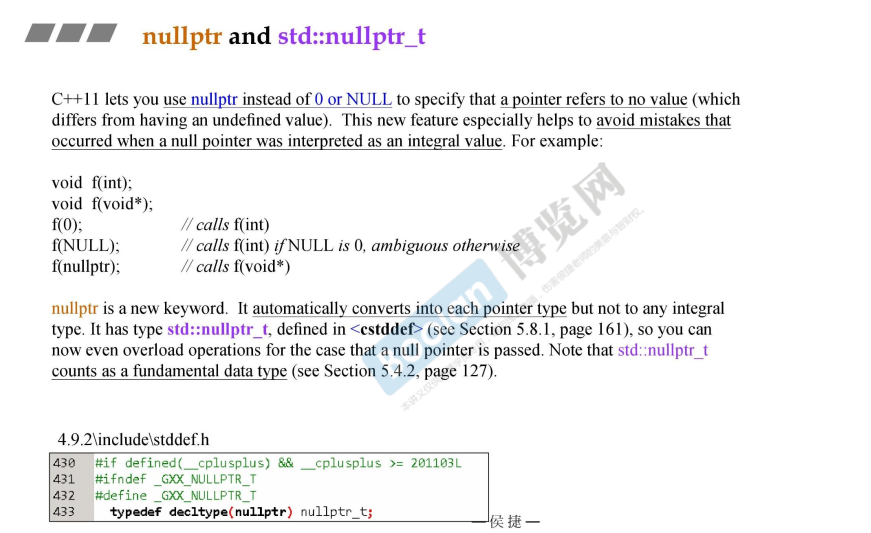 nullptr and std::nullptr_t
C++11 lets you use nullptr instead of 0 or NULL to specify that a pointer refers to no value (which
differs from having an undefined value). This new feature especially helps to avoid mistakes that
occurred when a null pointer was interpreted as an integral value. For example:
void f(int);
void f(void*);
f(0); // calls f(int)
f(NULL); // calls f(int) if NULL is 0, ambiguous otherwise
f(nullptr); // calls f(void*)
nullptr is a new keyword. It automatically converts into each pointer type but not to any integral
type. It has type std::nullptr_t, defined in <cstddef> (see Section 5.8.1, page 161), so you can
now even overload operations for the case that a null pointer is passed. Note that std::nullptr_t
counts as a fundamental data type (see Section 5.4.2, page 127).
Boolan 博览网
4.9.2\include\stddef.h
430 #if defined(__cplusplus) && __cplusplus >= 201103L
431 #ifndef _GXX_NULLPTR_T
432 #define _GXX_NULLPTR_T
433 typedef decltype(nullptr) nullptr_t;
— 侯捷 —